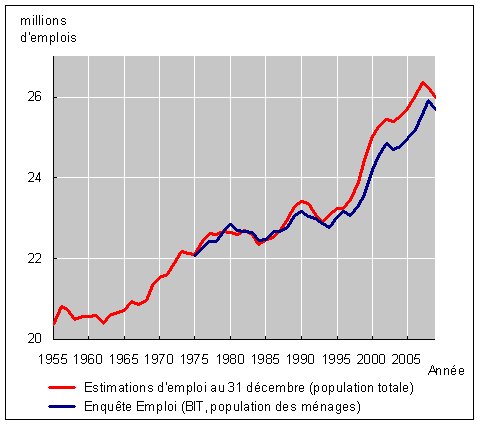 millions
d'emplois
26
24
22
20
1955 1960 1965 1970 1975 1980 1985 1990 1995 2000 2005
Année
Estimations d'emploi au 31 décembre (population totale)
Enquête Emploi (BIT, population des ménages)